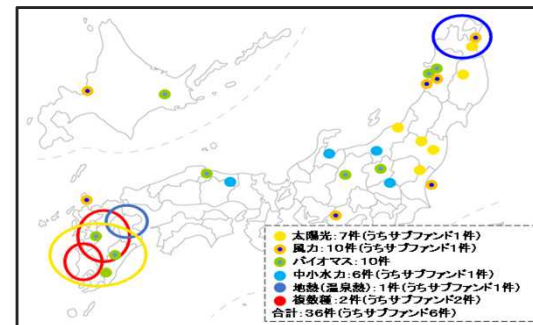 太陽光:7件(うちサブファンド1件)
風力:10件(うちサブファンド1件)
バイオマス:10件
中小水力:6件(うちサブファンド1件)
地熱(温泉熱):1件(うちサブファンド1件)
複数種:2件(うちサブファンド2件)
合計:36件(うちサブファンド6件)